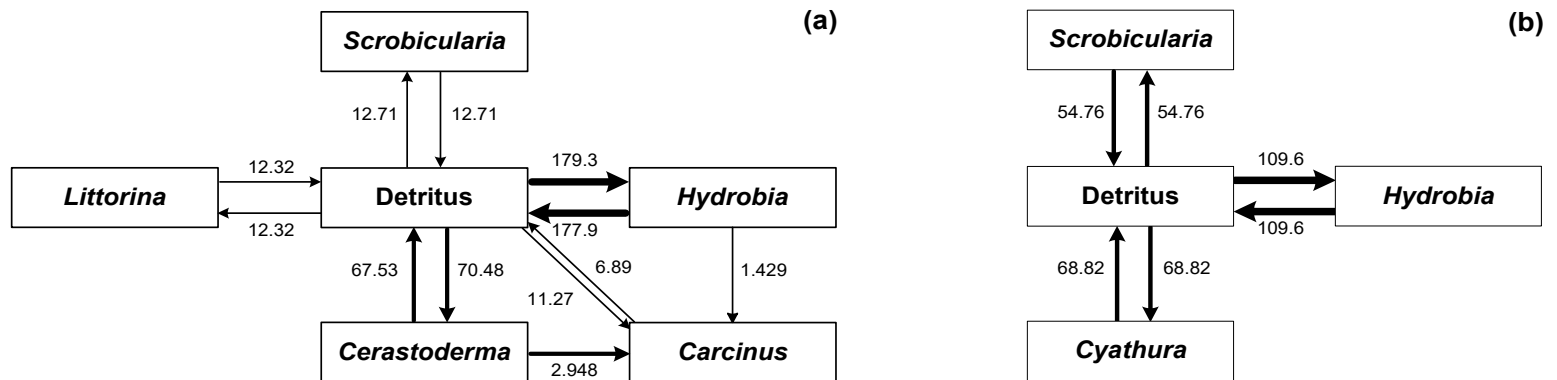 (a)
Scrobicularia
12.71
12.71
Littorina
12.32
12.32
Detritus
179.3
177.9
Hydrobia
67.53
70.48
6.89
11.27
1.429
Cerastoderma
2.948
Carcinus
(b)
Scrobicularia
54.76
54.76
Detritus
109.6
109.6
Hydrobia
68.82
68.82
Cyathura